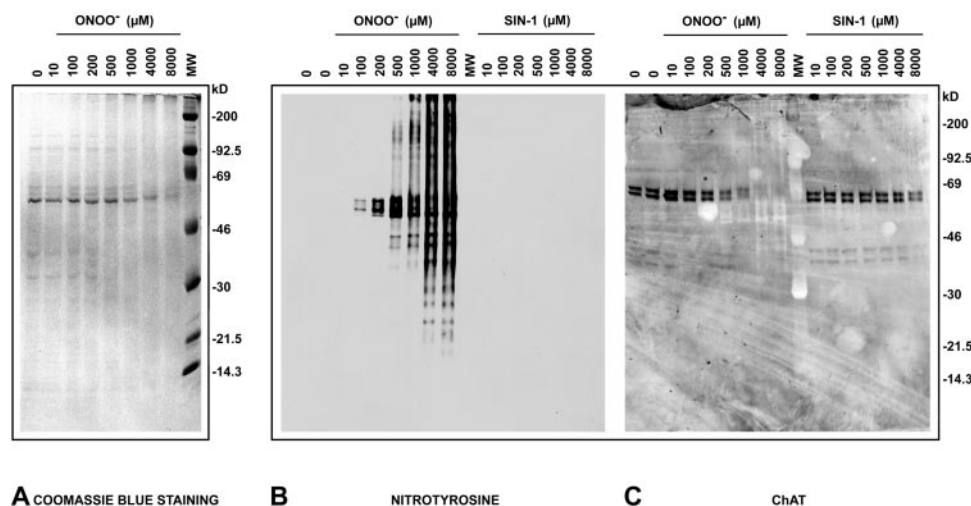 ONOO⁻ (µM)
0 0 10 100 200 500 1000 4000 8000 MW
kD
-200
-92.5
-69
-46
-30
-21.5
-14.3
A COOMASSIE BLUE STAINING
ONOO⁻ (µM) SIN-1 (µM)
0 0 10 100 200 500 1000 4000 8000 MW 10 100 200 500 1000 4000 8000
B NITROTYROSINE
ONOO⁻ (µM) SIN-1 (µM)
0 0 10 100 200 500 1000 4000 8000 MW 10 100 200 500 1000 4000 8000
kD
-200
-92.5
-69
-46
-30
-21.5
-14.3
C ChAT